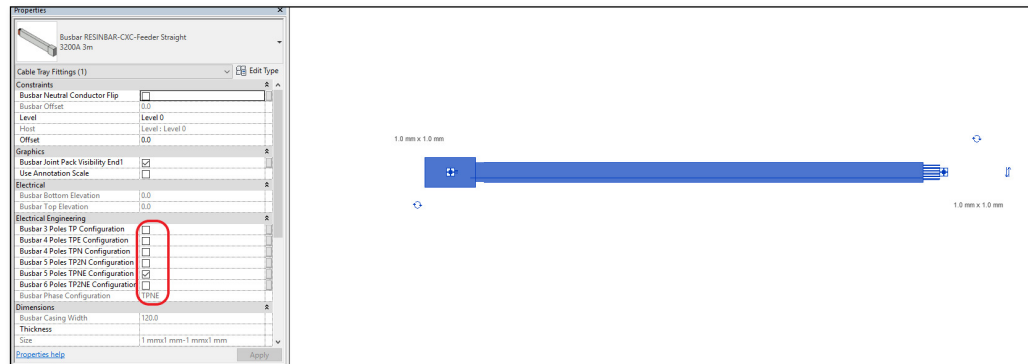 Properties
Busbar RESINBAR-CXC-Feeder Straight
3200A 3m
Cable Tray Fittings (1)
Edit Type
Constraints
Busbar Neutral Conductor Flip
Busbar Offset 0.0
Level Level 0
Host Level : Level 0
Offset 0.0
Graphics
Busbar Joint Pack Visibility End1
Use Annotation Scale
Electrical
Busbar Bottom Elevation 0.0
Busbar Top Elevation 0.0
Electrical Engineering
Busbar 3 Poles TP Configuration
Busbar 4 Poles TPE Configuration
Busbar 4 Poles TPN Configuration
Busbar 5 Poles TP2N Configuration
Busbar 5 Poles TPNE Configuration
Busbar 6 Poles TP2NE Configuration
Busbar Phase Configuration TPNE
Dimensions
Busbar Casing Width 120.0
Thickness
Size 1 mmx1 mm-1 mmx1 mm
Properties help
Apply
1.0 mm x 1.0 mm
1.0 mm x 1.0 mm